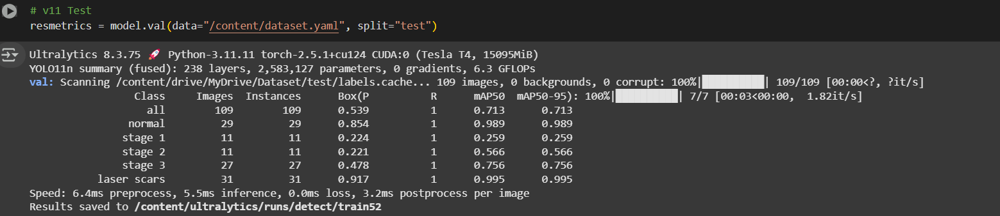 # v11 Test
resmetrics = model.val(data="/content/dataset.yaml", split="test")
Ultralytics 8.3.75 🚀 Python-3.11.11 torch-2.5.1+cu124 CUDA:0 (Tesla T4, 15095MiB)
YOLO11n summary (fused): 238 layers, 2,583,127 parameters, 0 gradients, 6.3 GFLOPs
val: Scanning /content/drive/MyDrive/Dataset/test/labels.cache... 109 images, 0 backgrounds, 0 corrupt: 100%|██████████| 109/109 [00:00<?, ?it/s]
Class Images Instances Box(P R mAP50 mAP50-95): 100%|██████████| 7/7 [00:03<00:00, 1.82it/s]
all 109 109 0.539 1 0.713 0.713
normal 29 29 0.854 1 0.989 0.989
stage 1 11 11 0.224 1 0.259 0.259
stage 2 11 11 0.221 1 0.566 0.566
stage 3 27 27 0.478 1 0.756 0.756
laser scars 31 31 0.917 1 0.995 0.995
Speed: 6.4ms preprocess, 5.5ms inference, 0.0ms loss, 3.2ms postprocess per image
Results saved to /content/ultralytics/runs/detect/train52